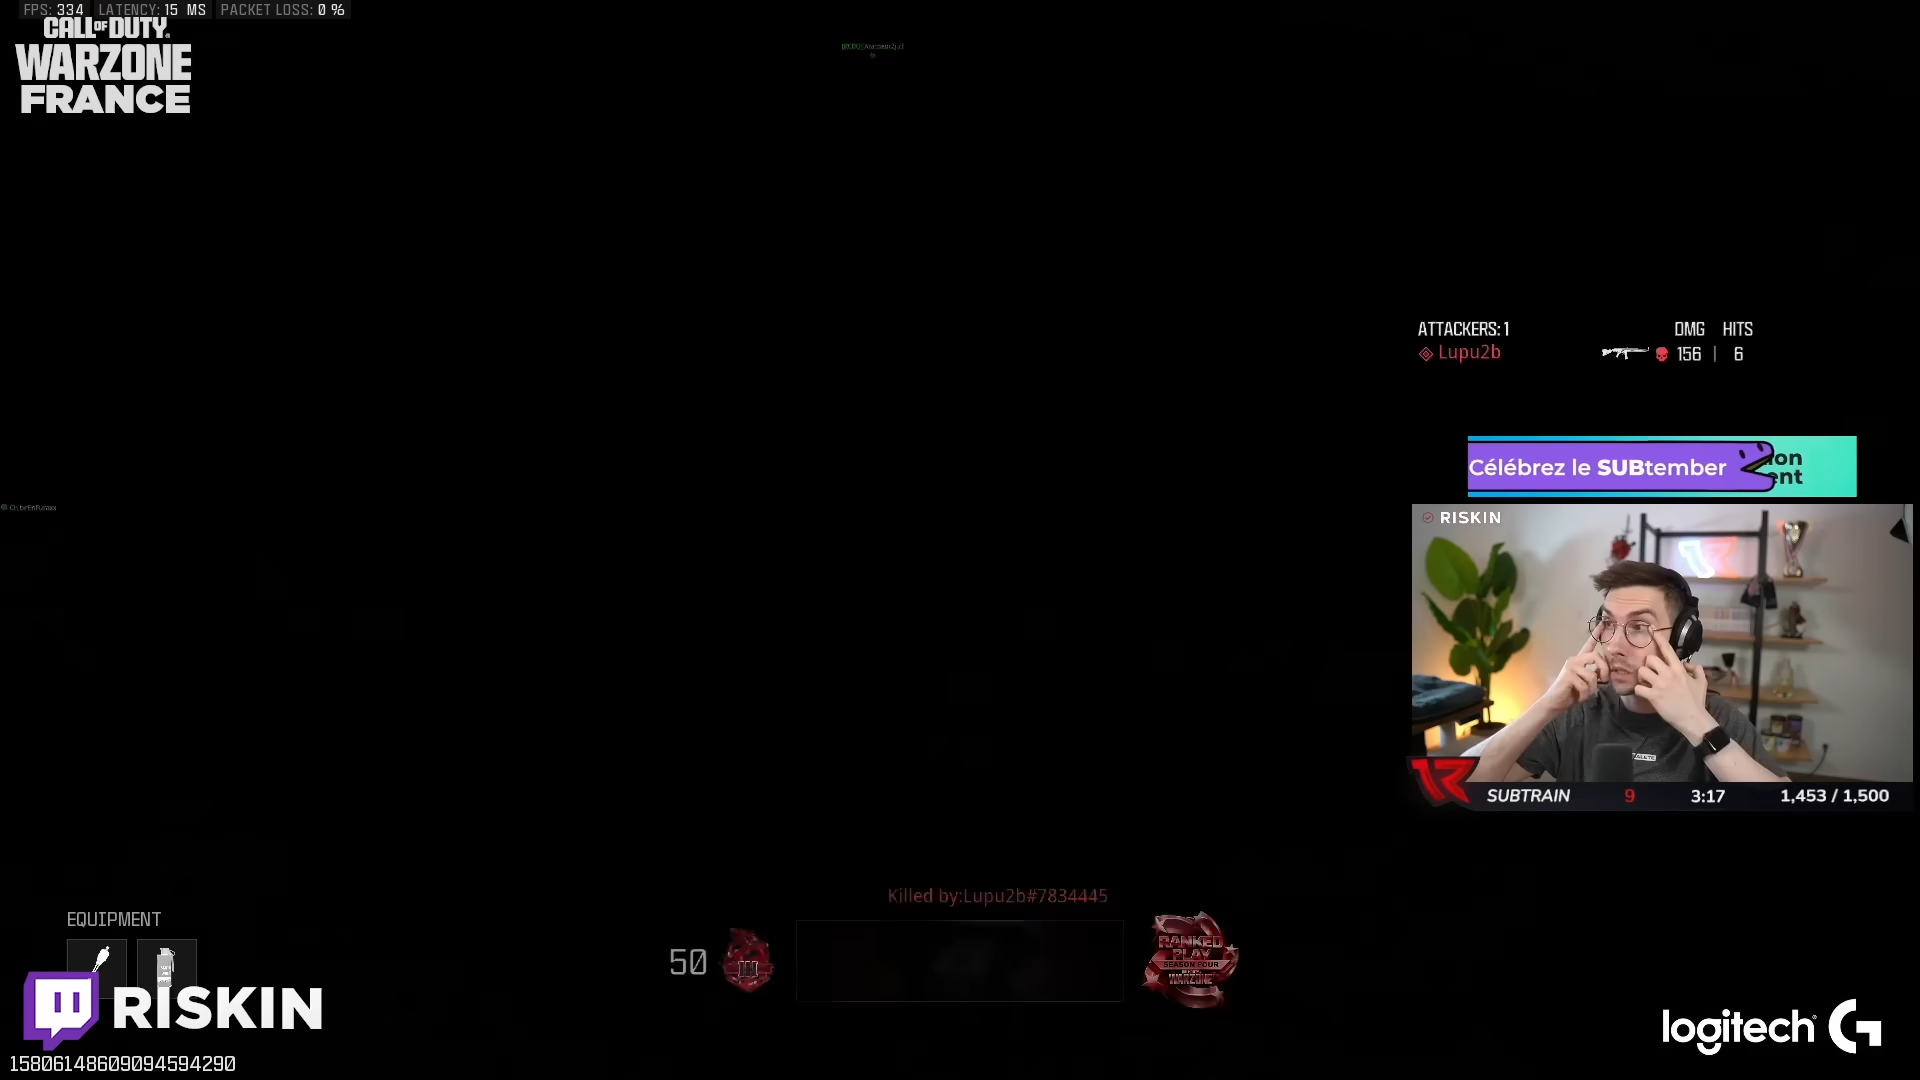 FPS: 334 LATENCY: 15 MS PACKET LOSS: 0 %
CALL OF DUTY.
WARZONE
FRANCE
ATTACKERS: 1 DMG HITS
Lupu2b 156 | 6
Célébrez le SUBtember
RISKIN
SUBTRAIN 9 3:17 1,453 / 1,500
Killed by:Lupu2b#7834445
EQUIPMENT
50
III
RANKED
PLAY
SEASON FOUR
WARZONE
RISKIN
logitech G
15806148609094594290